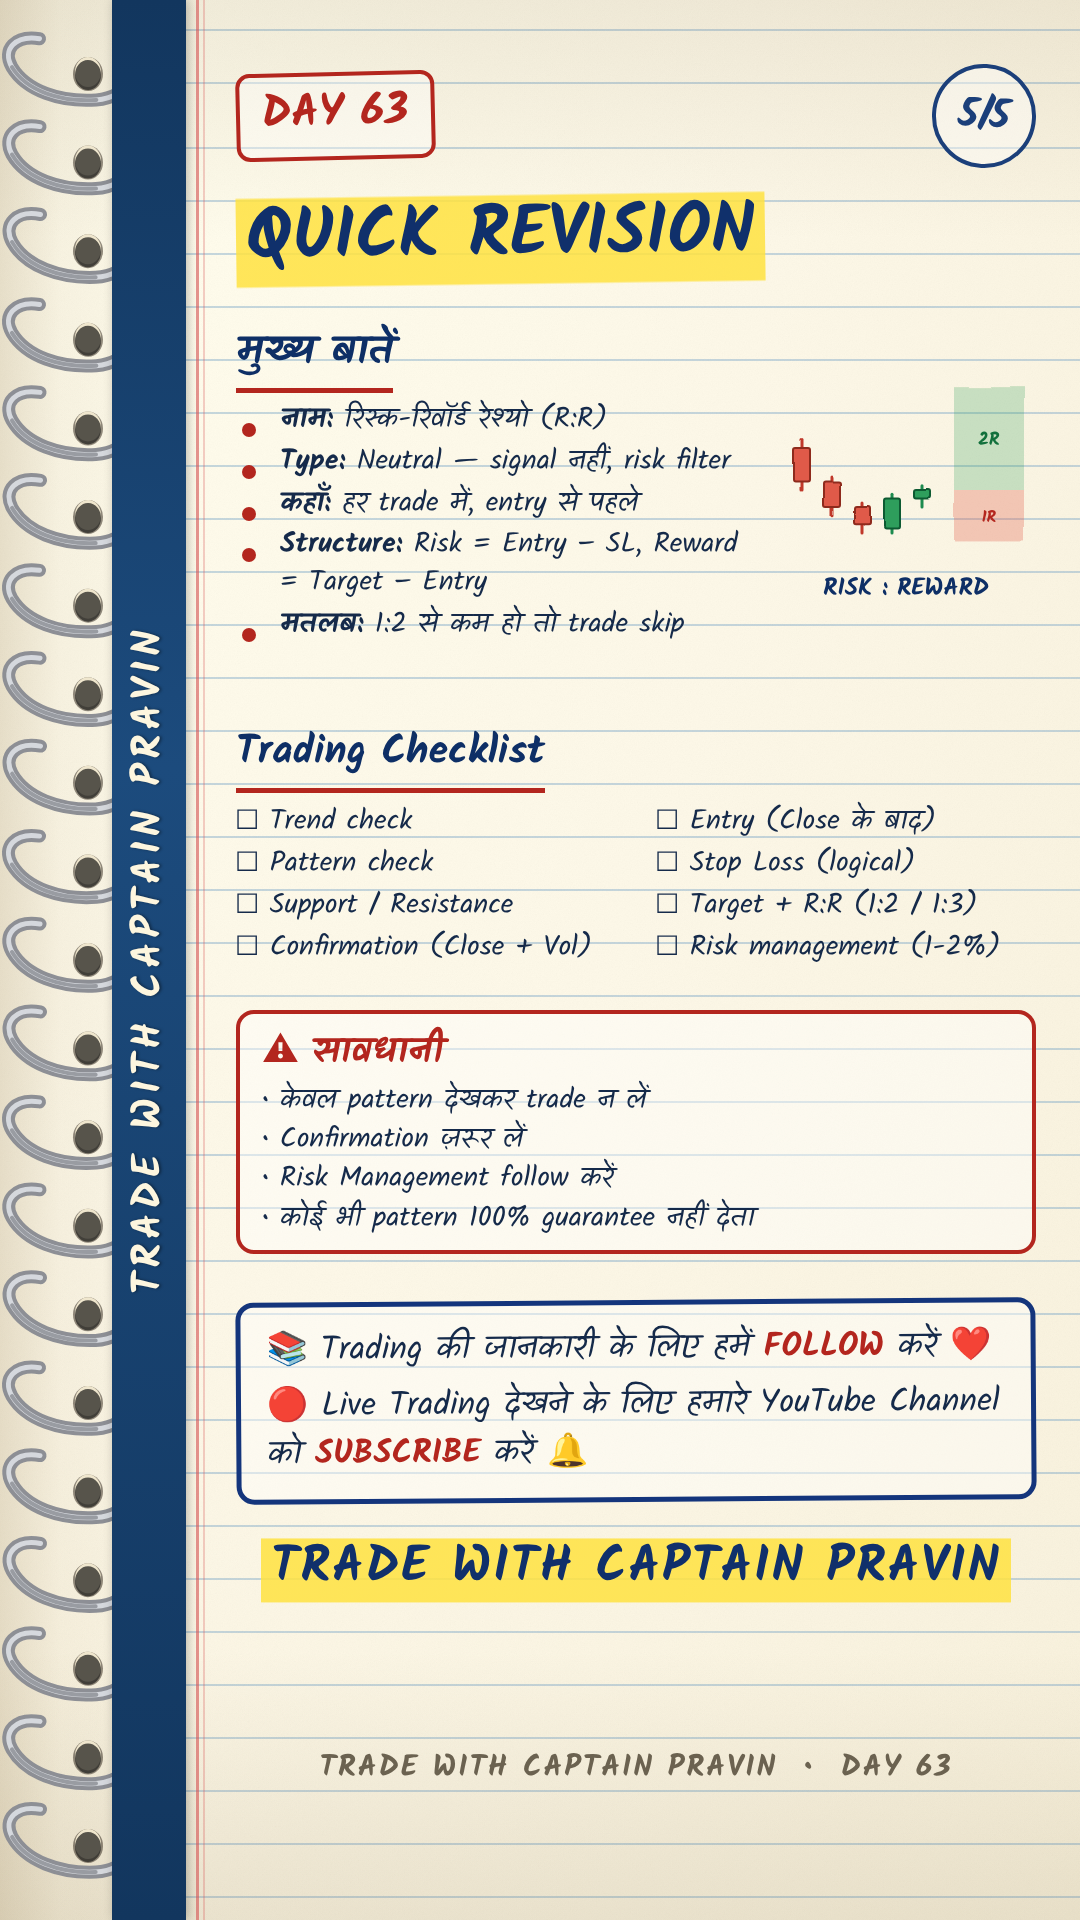 DAY 63
5/5
QUICK REVISION
मुख्य बातें
नाम: रिस्क-रिवॉर्ड रेश्यो (R:R)
Type: Neutral — signal नहीं, risk filter
कहाँ: हर trade में, entry से पहले
Structure: Risk = Entry − SL, Reward
= Target − Entry
मतलब: 1:2 से कम हो तो trade skip
2R
1R
RISK : REWARD
Trading Checklist
☐ Trend check
☐ Pattern check
☐ Support / Resistance
☐ Confirmation (Close + Vol)
☐ Entry (Close के बाद)
☐ Stop Loss (logical)
☐ Target + R:R (1:2 / 1:3)
☐ Risk management (1-2%)
⚠ सावधानी
· केवल pattern देखकर trade न लें
· Confirmation ज़रूर लें
· Risk Management follow करें
· कोई भी pattern 100% guarantee नहीं देता
📚 Trading की जानकारी के लिए हमें FOLLOW करें ❤️
🔴 Live Trading देखने के लिए हमारे YouTube Channel
को SUBSCRIBE करें 🔔
TRADE WITH CAPTAIN PRAVIN
TRADE WITH CAPTAIN PRAVIN · DAY 63
TRADE WITH CAPTAIN PRAVIN